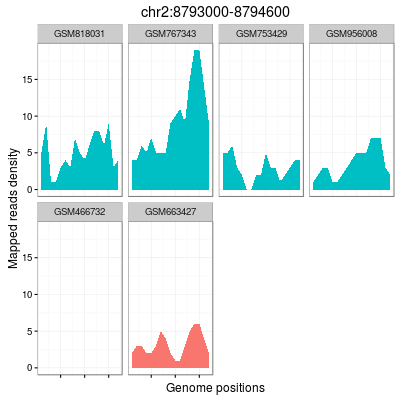 chr2:8793000-8794600
GSM818031 GSM767343 GSM753429 GSM956008
15
10
5
0
GSM466732 GSM663427
15
10
5
0
Mapped reads density
Genome positions